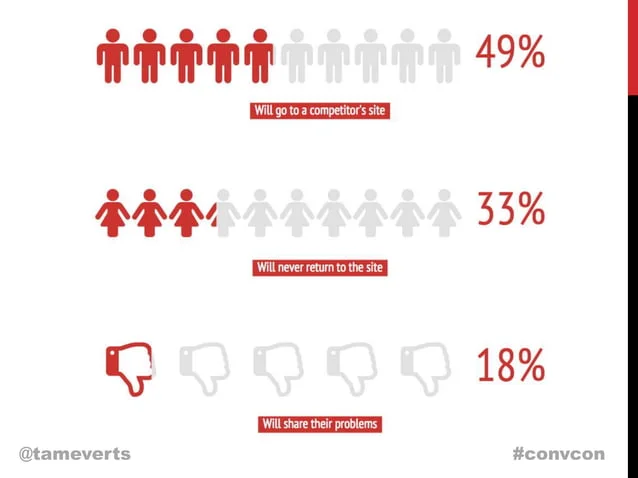 49%
Will go to a competitor's site
33%
Will never return to the site
18%
Will share their problems
@tameverts
#convcon